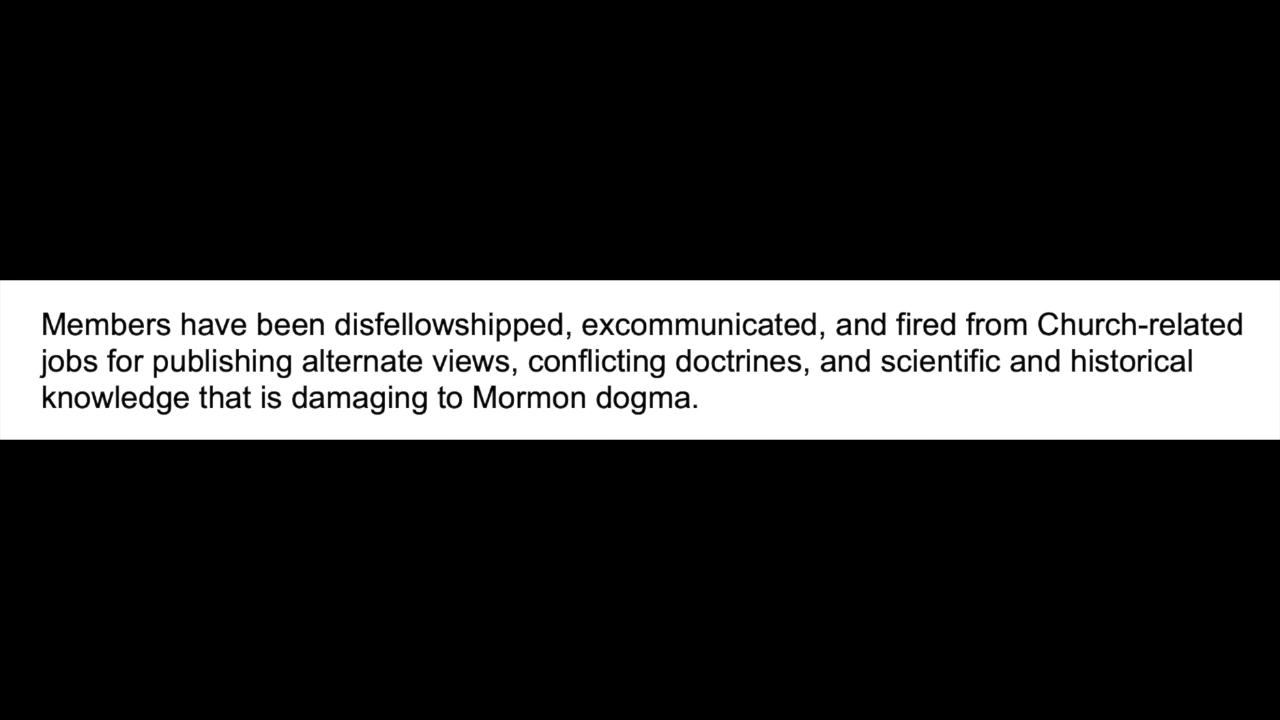 Members have been disfellowshipped, excommunicated, and fired from Church-related
jobs for publishing alternate views, conflicting doctrines, and scientific and historical
knowledge that is damaging to Mormon dogma.